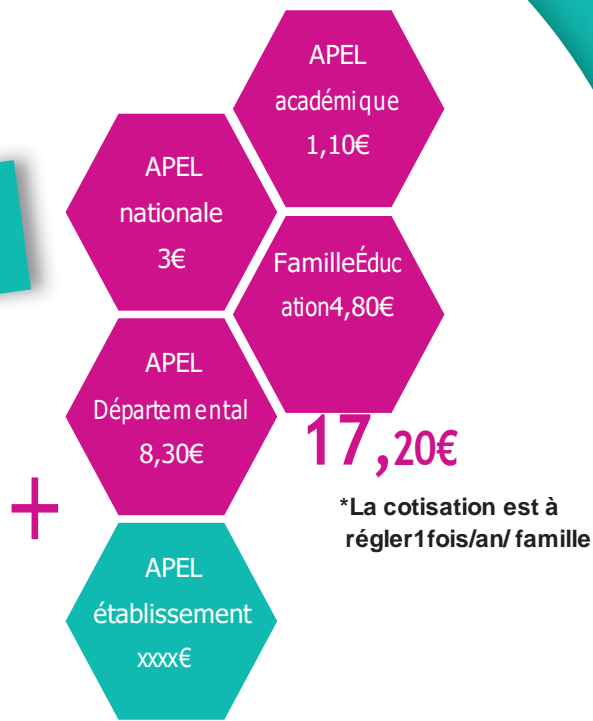 APEL
académique
1,10€
APEL
nationale
3€
FamilleÉduc
ation4,80€
APEL
Départemental
8,30€
17,20€
+
*La cotisation est à
régler1fois/an/ famille
APEL
établissement
xxxx€